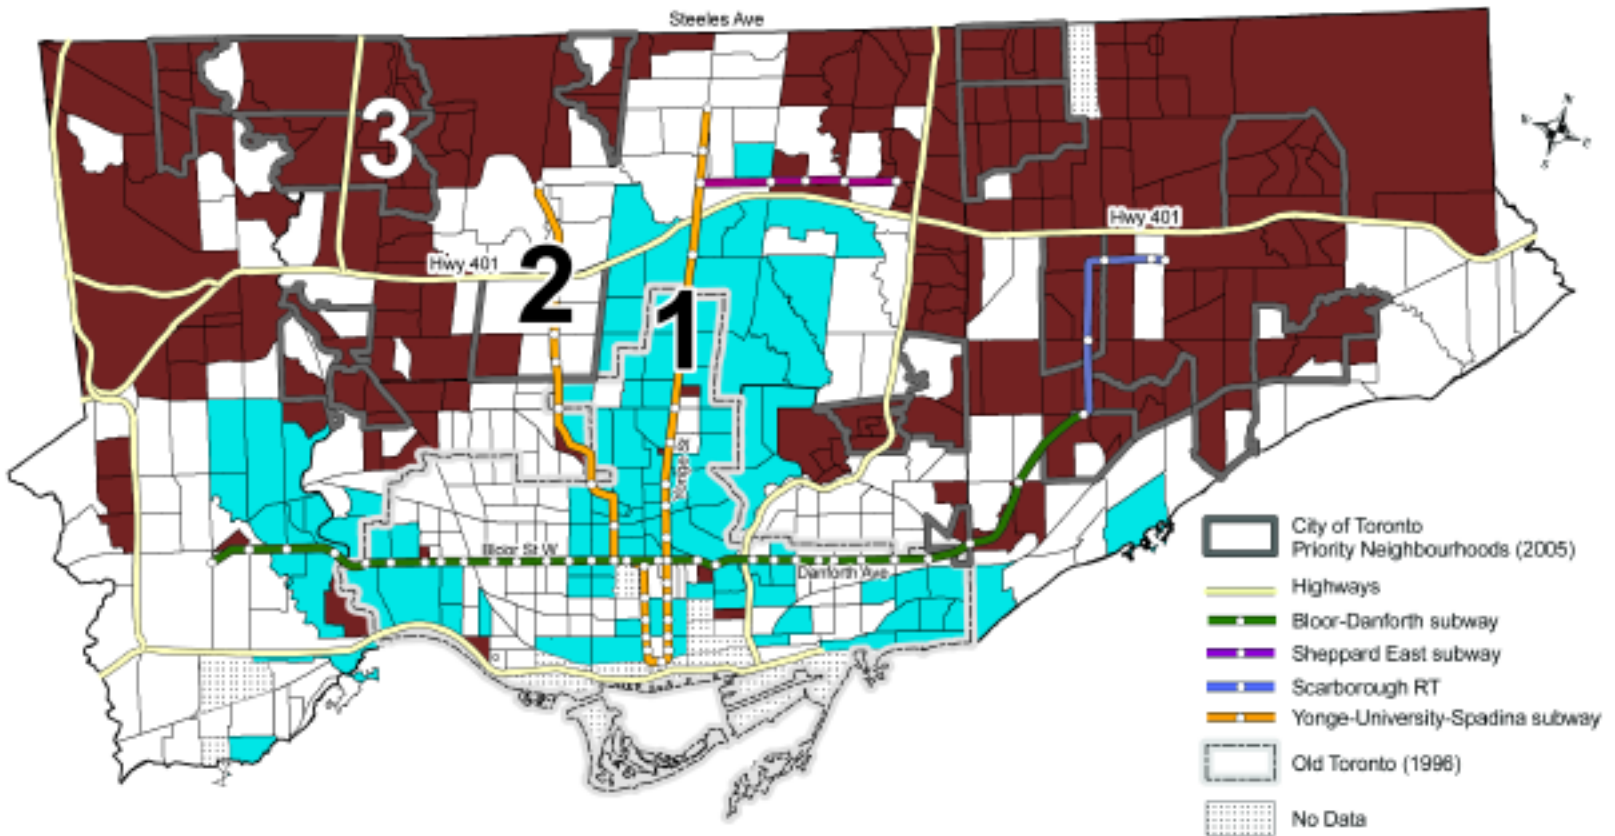 Steeles Ave
3
N
W
E
S
Hwy 401
Hwy 401
2
1
Yonge St
Bloor St W
Danforth Ave
City of Toronto
Priority Neighbourhoods (2005)
Highways
Bloor-Danforth subway
Sheppard East subway
Scarborough RT
Yonge-University-Spadina subway
Old Toronto (1996)
No Data